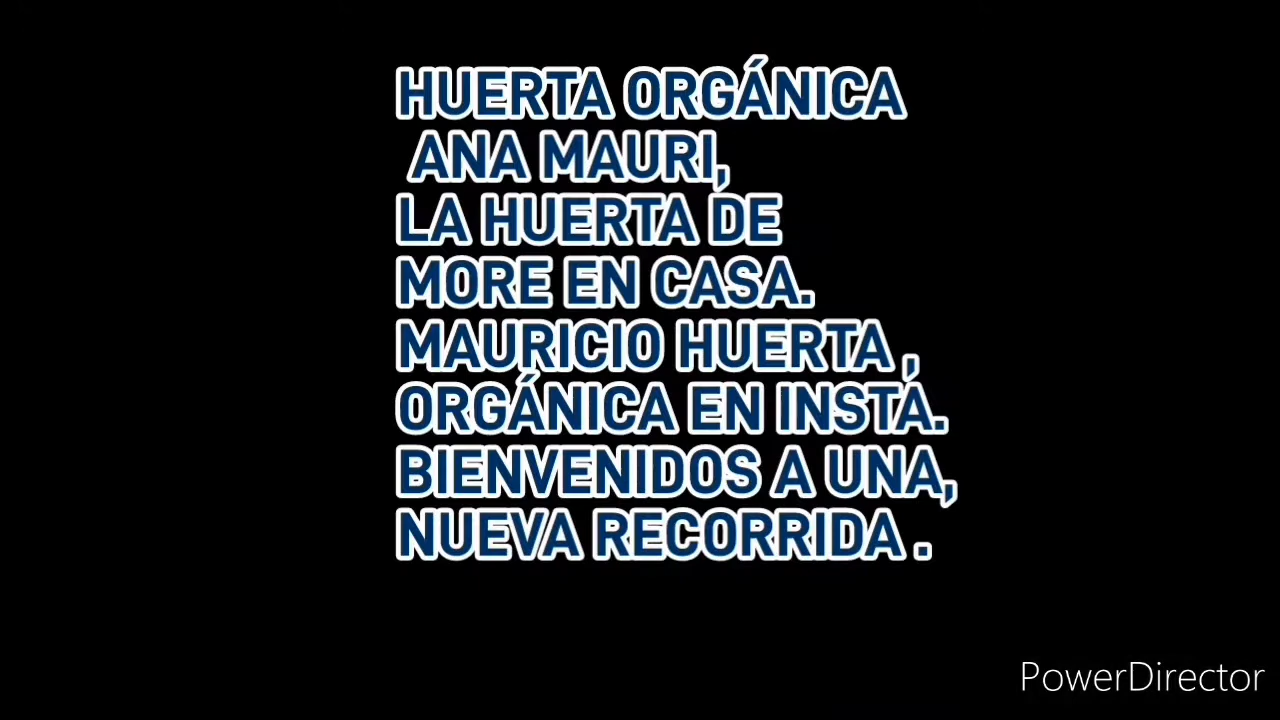 HUERTA ORGÁNICA
ANA MAURI,
LA HUERTA DE
MORE EN CASA.
MAURICIO HUERTA ,
ORGÁNICA EN INSTA.
BIENVENIDOS A UNA,
NUEVA RECORRIDA .
PowerDirector